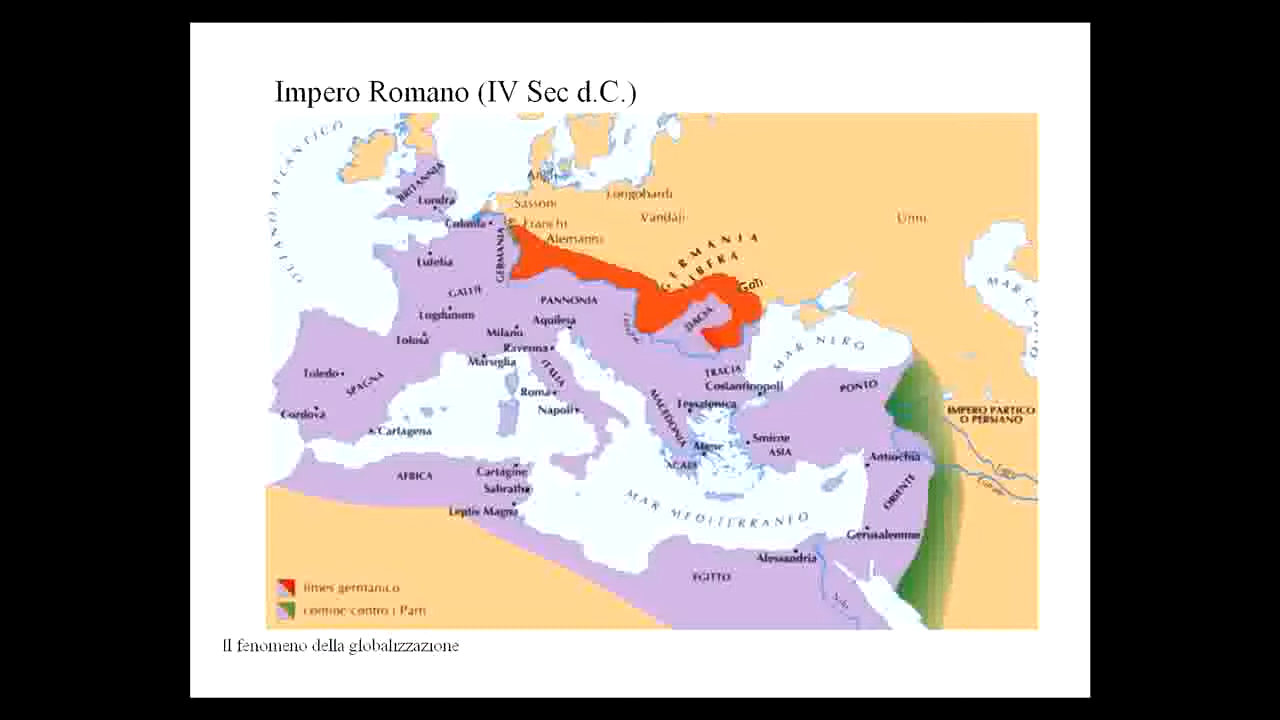 Impero Romano (IV Sec d.C.)
OCEANO ATLANTICO
BRITANNIA
Londra
Angli
Sassoni
Longobardi
Vandali
Unni
Colonia
Franchi
Alemanni
GERMANIA
GERMANIA LIBERA
Goti
Lutetia
GALLIE
PANNONIA
DACIA
Lugdunum
Milano
Aquileia
Tolosa
Ravenna
Marsiglia
ITALIA
MAR NERO
TRACIA
PONTO
Costantinopoli
Toledo
SPAGNA
Roma
MACEDONIA
Tessalonica
IMPERO PARTICO
O PERSIANO
Cordova
Napoli
Cartagena
Atene
Smirne
ASIA
ACAIA
Antiochia
AFRICA
Cartagine
Sabratha
ORIENTE
Leptis Magna
MAR MEDITERRANEO
Gerusalemme
Alessandria
EGITTO
Nilo
limes germanico
confine contro i Parti
Il fenomeno della globalizzazione